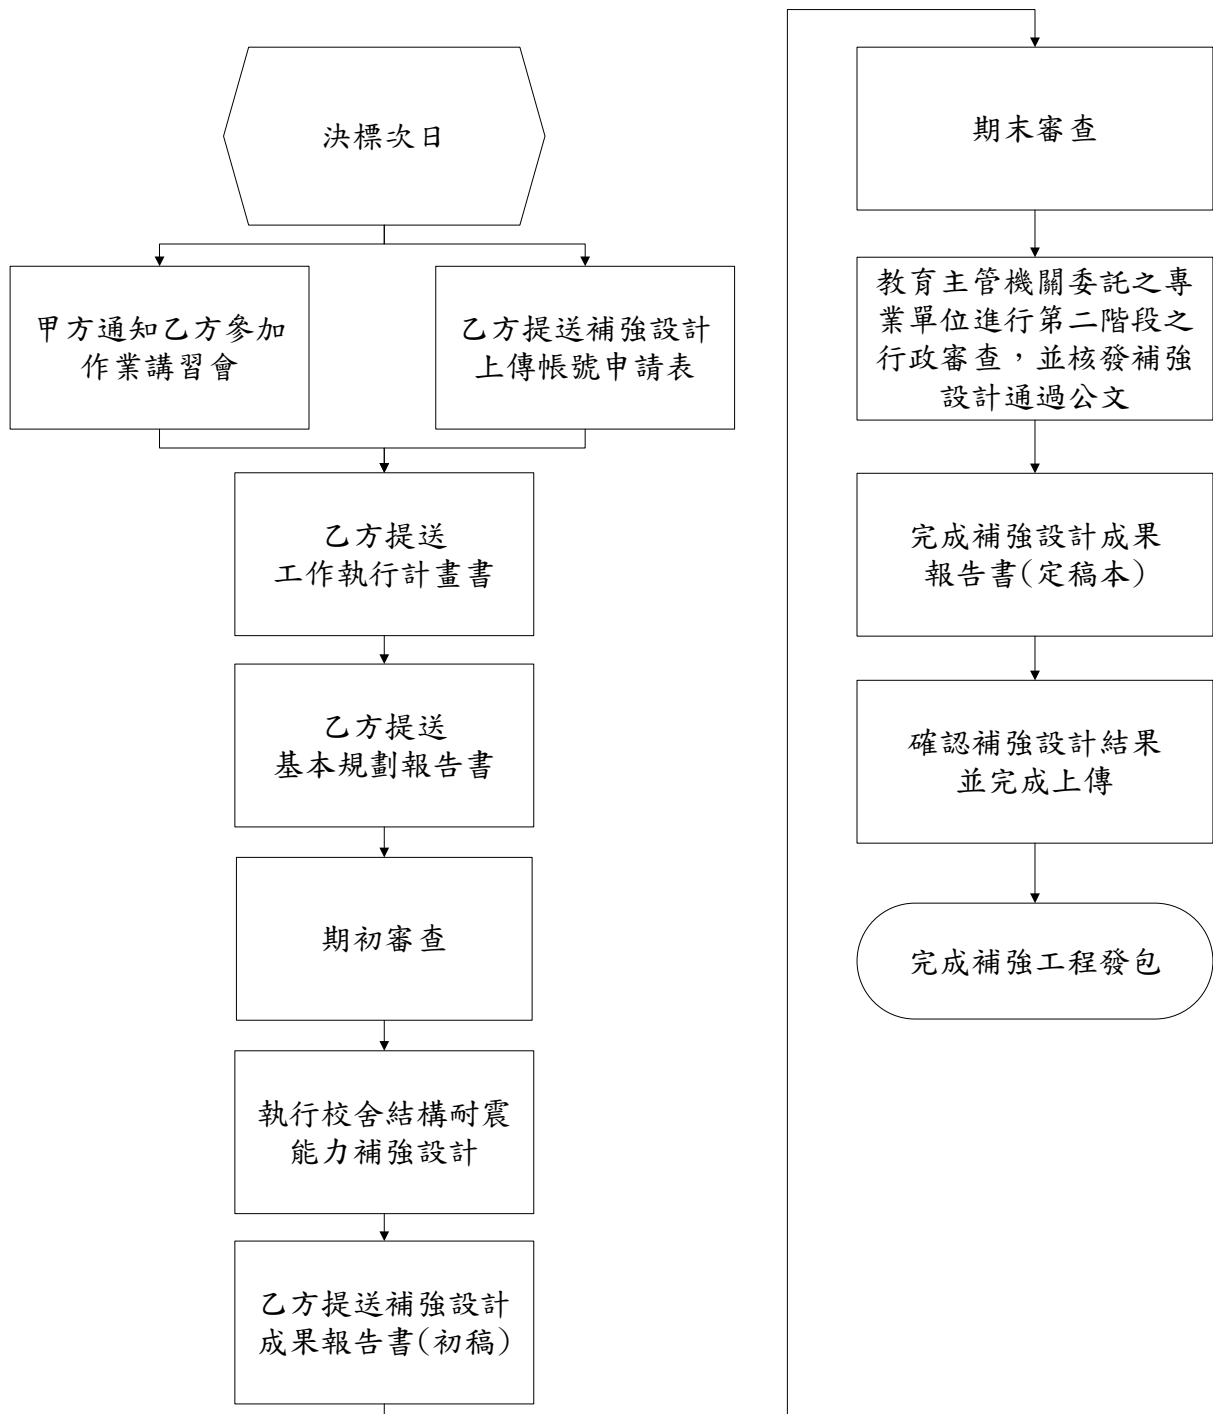 決標次日
甲方通知乙方參加
作業講習會
乙方提送補強設計
上傳帳號申請表
乙方提送
工作執行計畫書
乙方提送
基本規劃報告書
期初審查
執行校舍結構耐震
能力補強設計
乙方提送補強設計
成果報告書(初稿)
期末審查
教育主管機關委託之專
業單位進行第二階段之
行政審查，並核發補強
設計通過公文
完成補強設計成果
報告書(定稿本)
確認補強設計結果
並完成上傳
完成補強工程發包